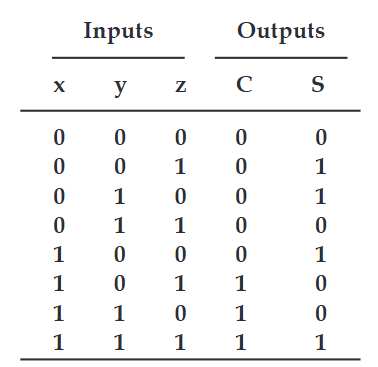 Inputs Outputs
x y z C S
0 0 0 0 0
0 0 1 0 1
0 1 0 0 1
0 1 1 0 0
1 0 0 0 1
1 0 1 1 0
1 1 0 1 0
1 1 1 1 1